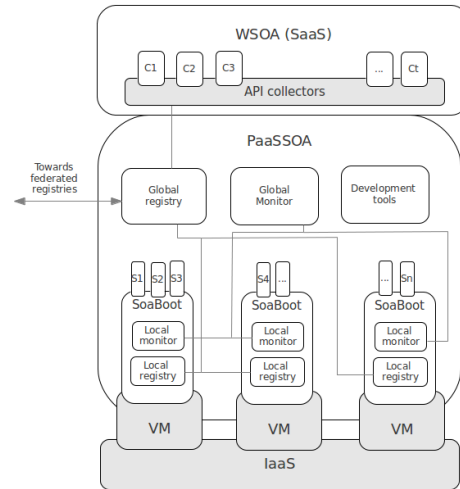 WSOA (SaaS)
C1 C2 C3 ... Ct
API collectors
PaaSSOA
Towards
federated
registries
Global
registry
Global
Monitor
Development
tools
S1 S2 S3
S4 ...
... Sn
SoaBoot
SoaBoot
SoaBoot
Local
monitor
Local
monitor
Local
monitor
Local
registry
Local
registry
Local
registry
VM
VM
VM
IaaS